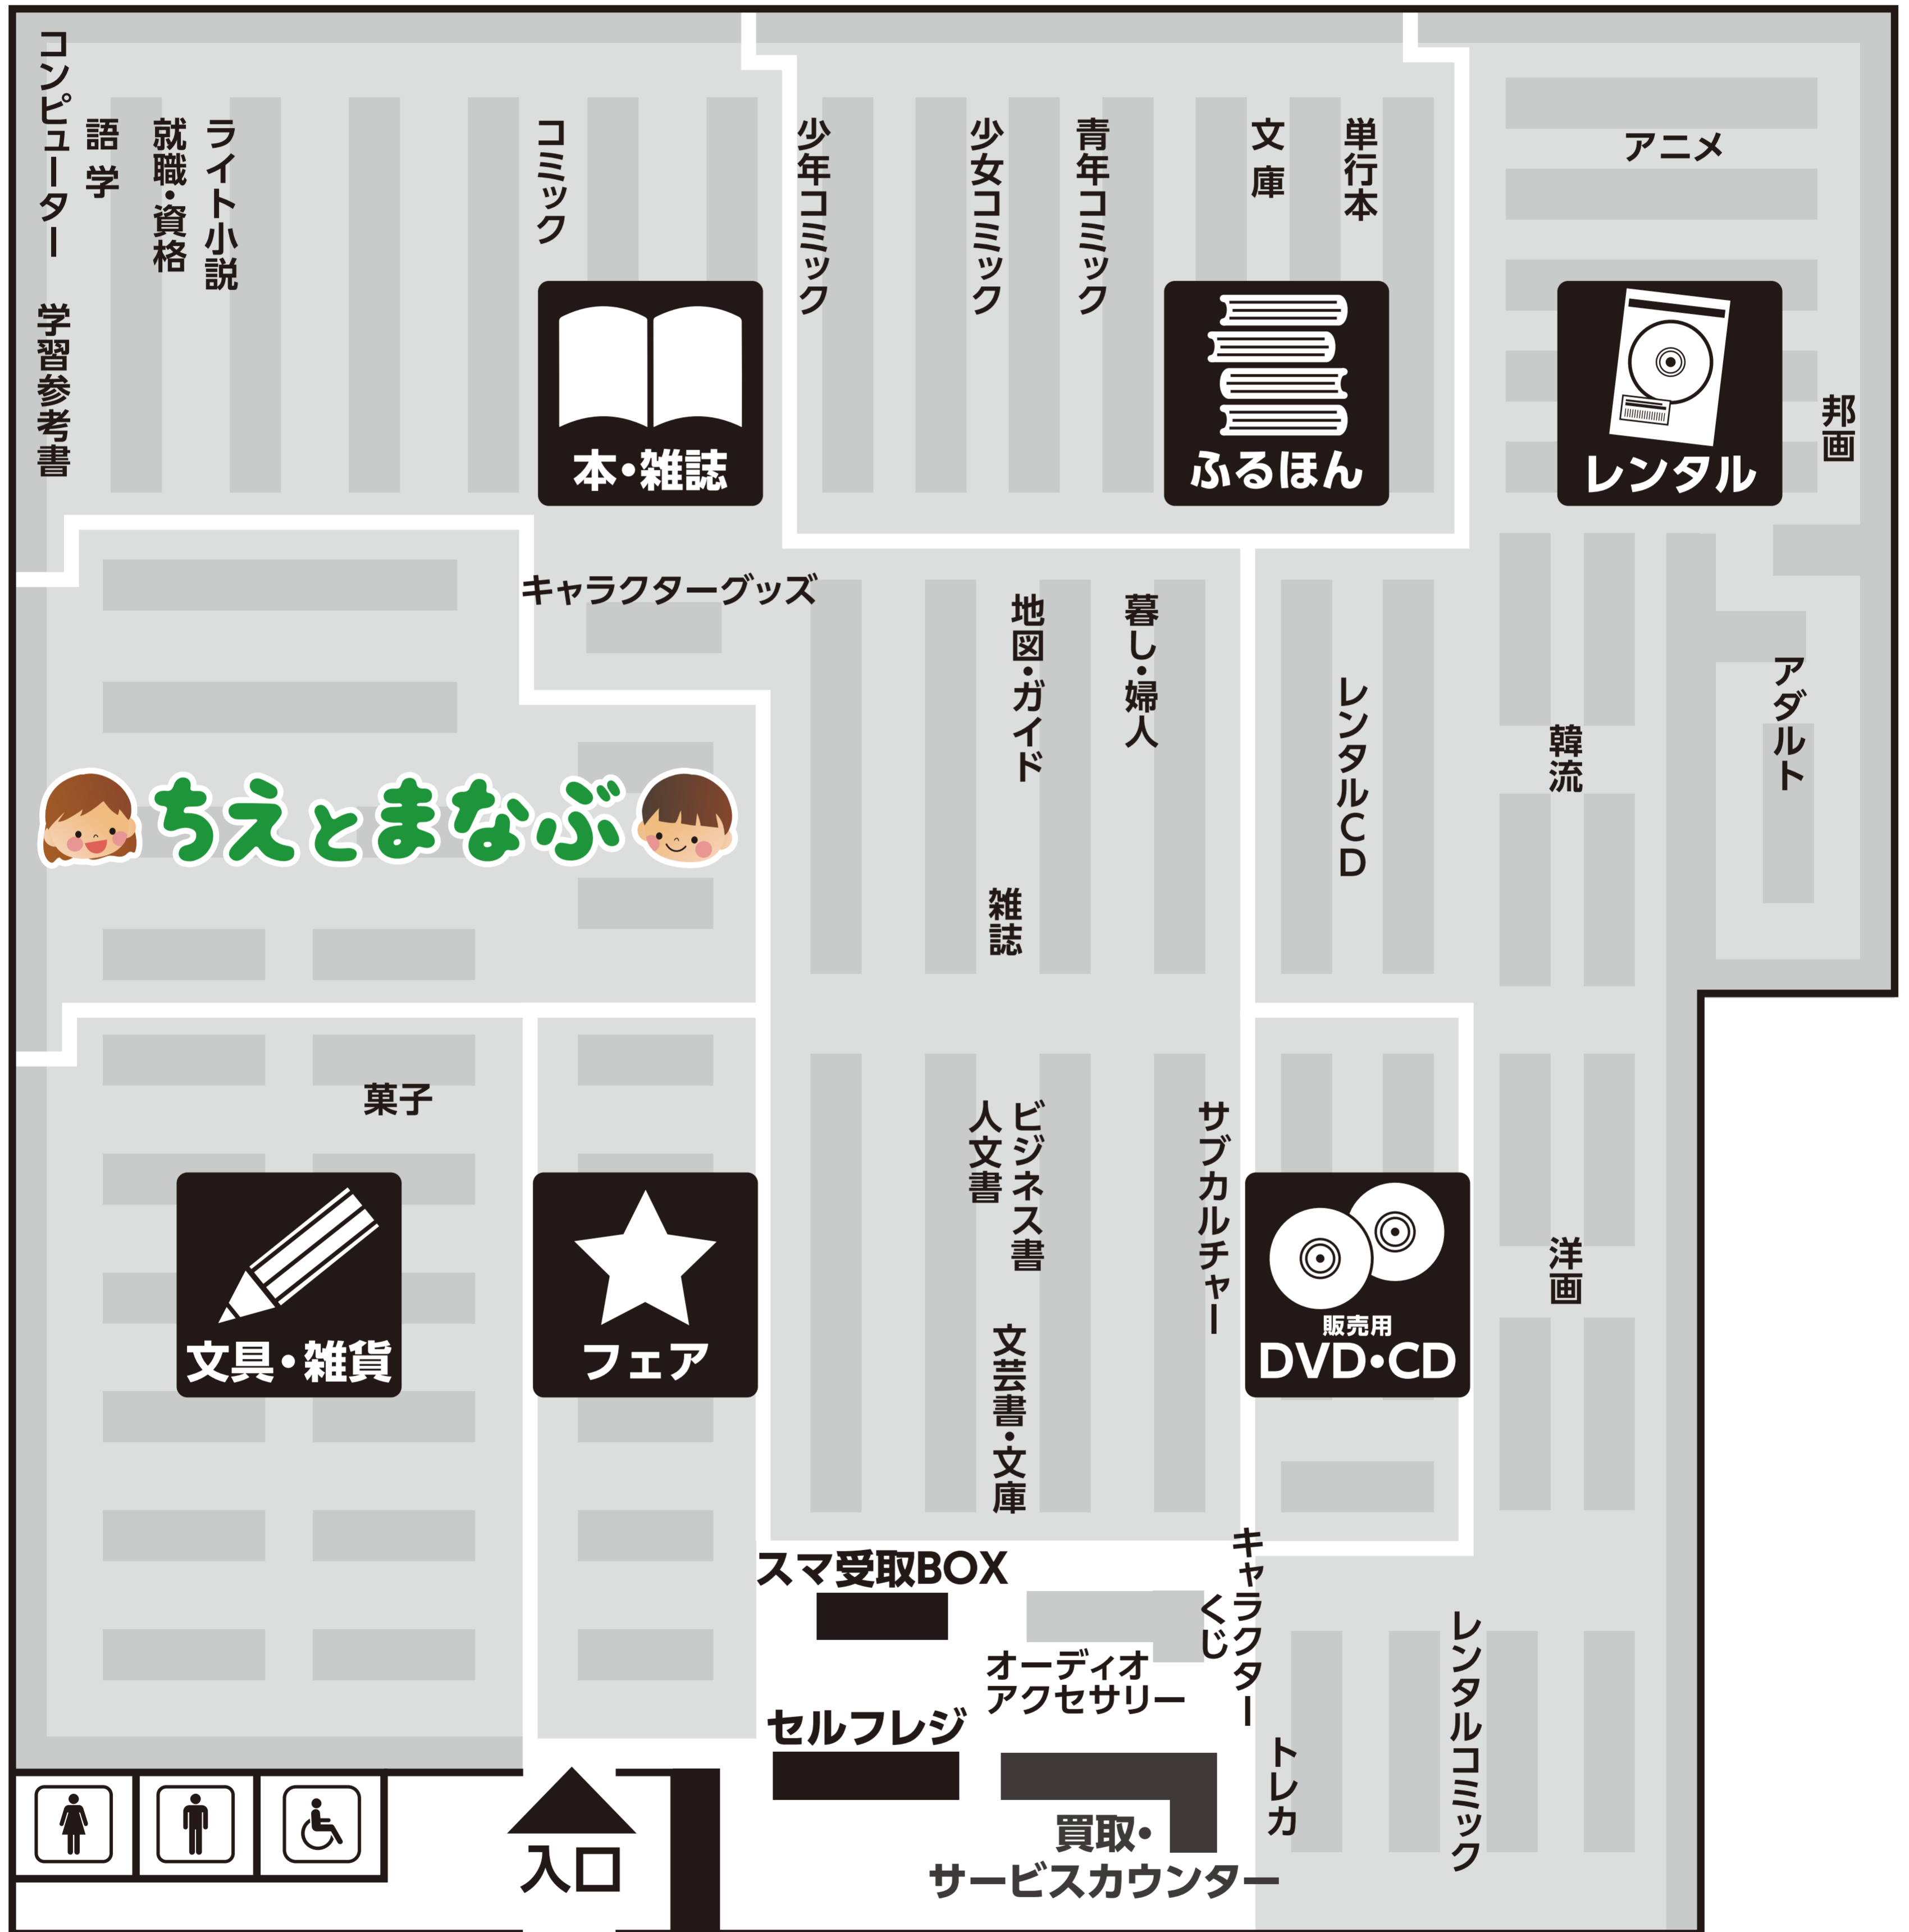 コンピューター
語学
就職・資格
ライト小説
コミック
少年コミック
少女コミック
青年コミック
文庫
単行本
アニメ
学習参考書
本・雑誌
ふるほん
レンタル
邦画
キャラクターグッズ
地図・ガイド
暮し・婦人
レンタルCD
韓流
アダルト
ちえとまなぶ
雑誌
菓子
人文書
ビジネス書
サブカルチャー
文具・雑貨
フェア
文芸書・文庫
販売用
DVD・CD
洋画
スマ受取BOX
キャラクター
くじ
オーディオ
アクセサリー
セルフレジ
トレカ
レンタルコミック
買取・
サービスカウンター
入口